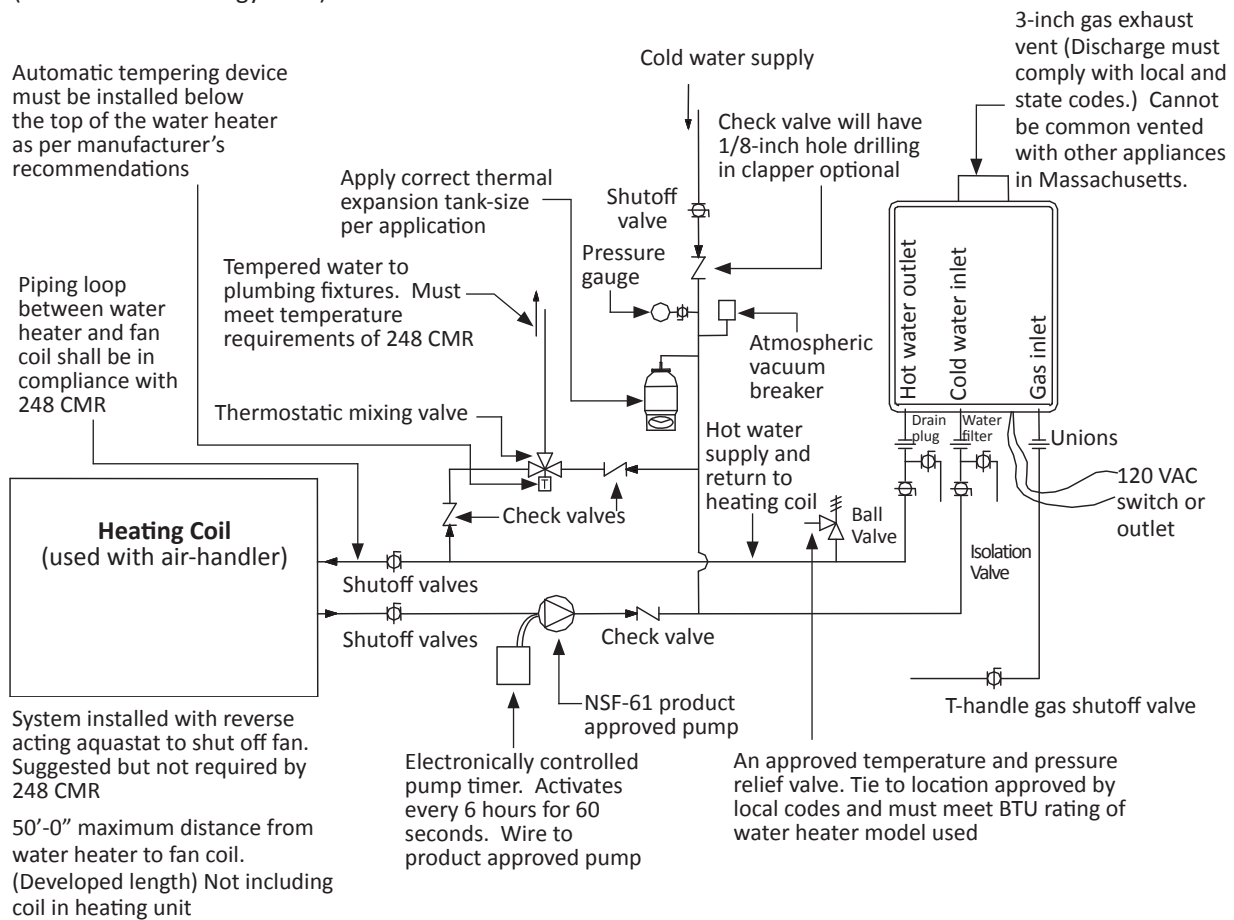 3-inch gas exhaust
vent (Discharge must
comply with local and
state codes.) Cannot
be common vented
with other appliances
in Massachusetts.
Cold water supply
Automatic tempering device
must be installed below
the top of the water heater
as per manufacturer's
recommendations
Check valve will have
1/8-inch hole drilling
in clapper optional
Apply correct thermal
expansion tank-size
per application
Shutoff
valve
Pressure
gauge
Tempered water to
plumbing fixtures. Must
meet temperature
requirements of 248 CMR
Piping loop
between water
heater and fan
coil shall be in
compliance with
248 CMR
Atmospheric
vacuum
breaker
Hot water outlet
Cold water inlet
Gas inlet
Thermostatic mixing valve
Drain
plug
Water
filter
Unions
Hot water
supply and
return to
heating coil
120 VAC
switch or
outlet
T
Check valves
Ball
Valve
Heating Coil
(used with air-handler)
Isolation
Valve
Shutoff valves
Shutoff valves
Check valve
T-handle gas shutoff valve
NSF-61 product
approved pump
System installed with reverse
acting aquastat to shut off fan.
Suggested but not required by
248 CMR
Electronically controlled
pump timer. Activates
every 6 hours for 60
seconds. Wire to
product approved pump
An approved temperature and pressure
relief valve. Tie to location approved by
local codes and must meet BTU rating of
water heater model used
50'-0" maximum distance from
water heater to fan coil.
(Developed length) Not including
coil in heating unit